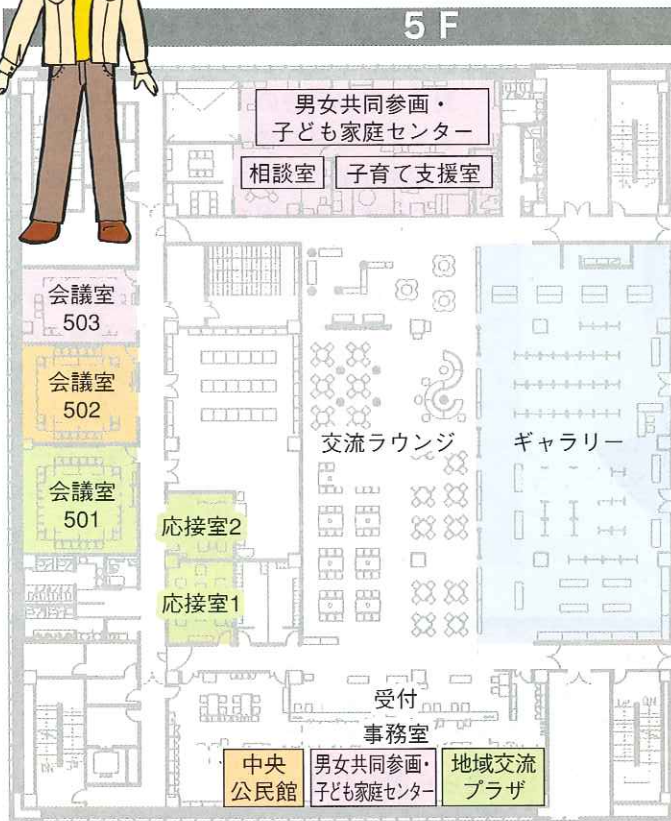 5F
男女共同参画・
子ども家庭センター
相談室
子育て支援室
会議室
503
会議室
502
会議室
501
交流ラウンジ
ギャラリー
応接室2
応接室1
受付
事務室
中央
公民館
男女共同参画・
子ども家庭センター
地域交流
プラザ